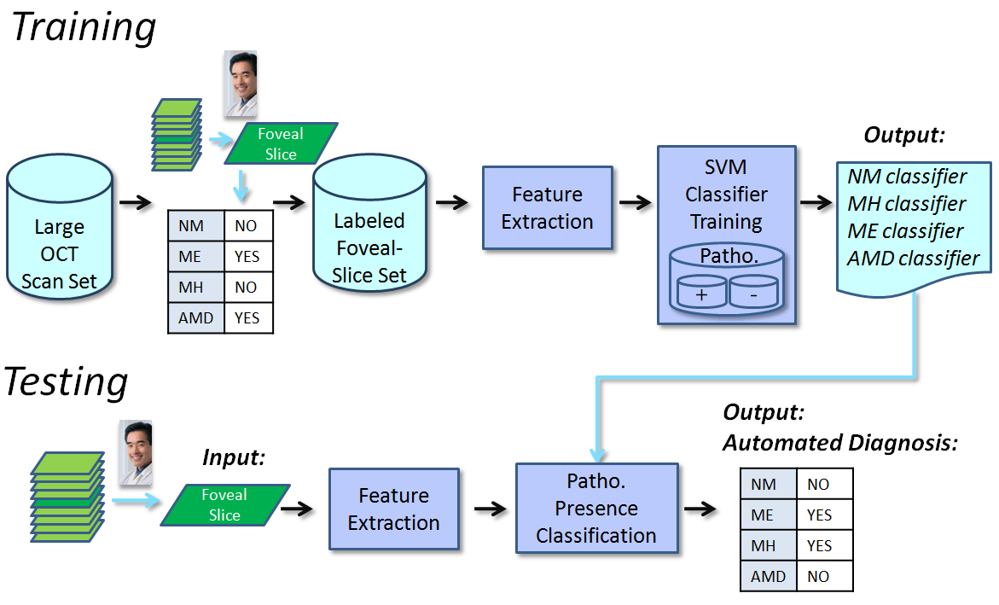 Training
Foveal
Slice
Large
OCT
Scan Set
NM NO
ME YES
MH NO
AMD YES
Labeled
Foveal-
Slice Set
Feature
Extraction
SVM
Classifier
Training
Patho.
+ -
Output:
NM classifier
MH classifier
ME classifier
AMD classifier
Testing
Input:
Foveal
Slice
Feature
Extraction
Patho.
Presence
Classification
Output:
Automated Diagnosis:
NM NO
ME YES
MH YES
AMD NO